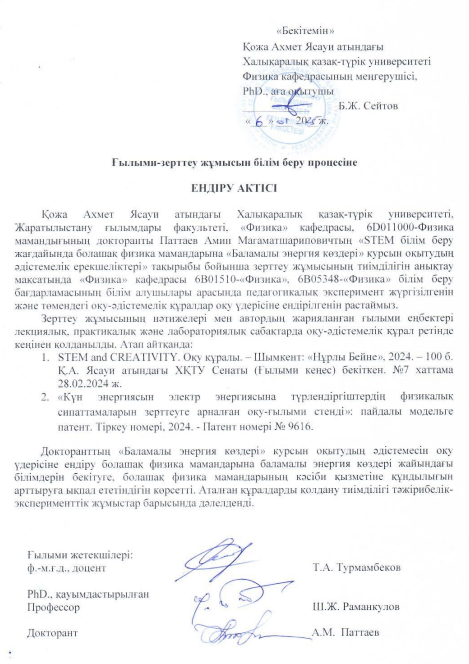 «Бекітемін»
Қожа Ахмет Ясауи атындағы
Халықаралық қазақ-түрік университеті
Физика кафедрасының меңгерушісі,
PhD., аға оқытушы
Б.Ж. Сейтов
« 6 » 2025 ж.
Ғылыми-зерттеу жұмысын білім беру процесіне
ЕНДІРУ АКТІСІ
Қожа Ахмет Ясауи атындағы Халықаралық қазақ-түрік университеті,
Жаратылыстану ғылымдары факультеті, «Физика» кафедрасы, 6D011000-Физика
мамандығының докторанты Паттаев Амин Магаматшариповичтың «STEM білім беру
жағдайында болашақ физика мамандарына «Баламалы энергия көздері» курсын оқытудың
әдістемелік ерекшеліктері» тақырыбы бойынша зерттеу жұмысының тиімділігін анықтау
мақсатында «Физика» кафедрасы 6В01510-«Физика», 6В05348-«Физика» білім беру
бағдарламасының білім алушылары арасында педагогикалық эксперимент жүргізілгенін
және төмендегі оқу-әдістемелік құралдар оқу үдерісіне ендірілгенін растаймыз.
Зерттеу жұмысының нәтижелері мен автордың жарияланған ғылыми еңбектері
лекциялық, практикалық және лабораториялық сабақтарда оқу-әдістемелік құрал ретінде
кеңінен қолданылды. Атап айтқанда:
1. STEM and CREATIVITY. Оқу құралы. – Шымкент: «Нұрлы Бейне», 2024. – 100 б.
Қ.А. Ясауи атындағы ХҚТУ Сенаты (Ғылыми кеңес) бекіткен. №7 хаттама
28.02.2024 ж.
2. «Күн энергиясын электр энергиясына түрлендіргіштердің физикалық
сипаттамаларын зерттеуге арналған оқу-ғылыми стенді»: пайдалы модельге
патент. Тіркеу номері, 2024. - Патент номері № 9616.
Докторанттың «Баламалы энергия көздері» курсын оқытудың әдістемесін оқу
үдерісіне ендіру болашақ физика мамандарына баламалы энергия көздері жайындағы
білімдерін бекітуге, болашақ физика мамандарының кәсіби қызметіне құндылығын
арттыруға ықпал ететіндігін көрсетті. Аталған құралдарды қолдану тиімділігі тәжірибелік-
эксперименттік жұмыстар барысында дәлелденді.
Ғылыми жетекшілері:
ф.-м.ғ.д., доцент Т.А. Турмамбеков
PhD., қауымдастырылған
Профессор Ш.Ж. Раманкулов
Докторант А.М. Паттаев